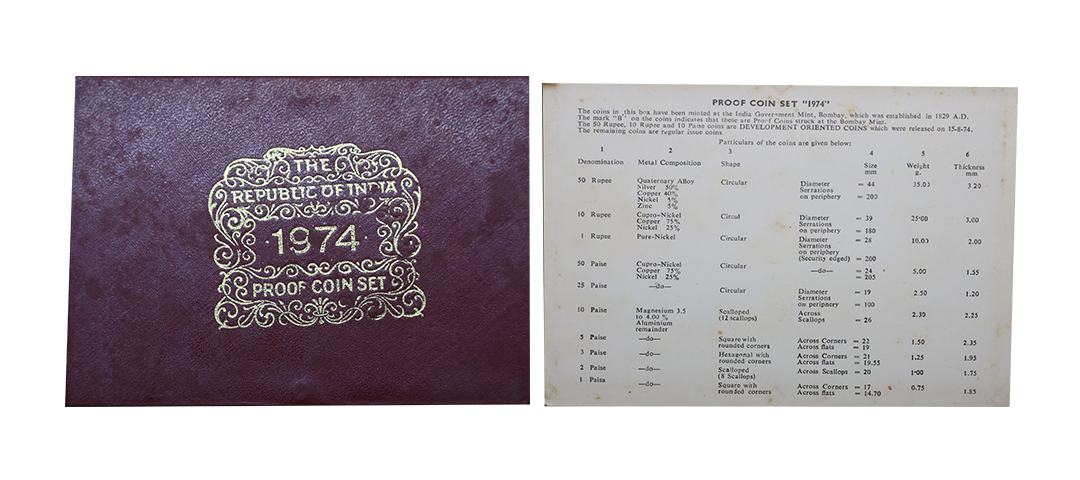 THE
REPUBLIC OF INDIA
·1974·
PROOF COIN SET
PROOF COIN SET "1974"
The coins in this box have been minted at the India Government Mint, Bombay, which was established in 1829 A.D.
The mark "B" on the coins indicates that these are Proof Coins struck at the Bombay Mint.
The 50 Rupee, 10 Rupee and 10 Paise coins are DEVELOPMENT ORIENTED COINS which were released on 15-8-74.
The remaining coins are regular issue coins.
Particulars of the coins are given below:
1 2 3 4 5 6
Denomination Metal Composition Shape Size mm Weight g. Thickness mm
50 Rupee Quaternary Alloy Circular Diameter = 44 35.00 3.20
Silver 50% Serrations
Copper 40% on periphery = 200
Nickel 5%
Zinc 5%
10 Rupee Cupro-Nickel Circul Diameter = 39 25·00 3.00
Copper 75% Serrations
Nickel 25% on periphery = 180
1 Rupee Pure-Nickel Circular Diameter = 28 10.00 2.00
Serrations
on periphery
(Security edged) = 200
50 Paise Cupro-Nickel Circular —do— = 24 5.00 1.55
Copper 75% = 205
Nickel 25%
25 Paise —do— Circular Diameter = 19 2.50 1.20
Serrations
on periphery = 100
10 Paise Magnesium 3.5 Scalloped Across 2.30 2.25
to 4.00 % (12 scallops) Scallops = 26
Aluminium
remainder
5 Paise —do— Square with Across Corners = 22 1.50 2.35
rounded corners Across flats = 19
3 Paise —do— Hexagonal with Across Corners = 21 1.25 1.95
rounded corners Across flats = 19.55
2 Paise —do— Scalloped Across Scallops = 20 1·00 1.75
(8 Scallops)
1 Paisa —do— Square with Across Corners = 17 0.75 1.85
rounded corners Across flats = 14.70